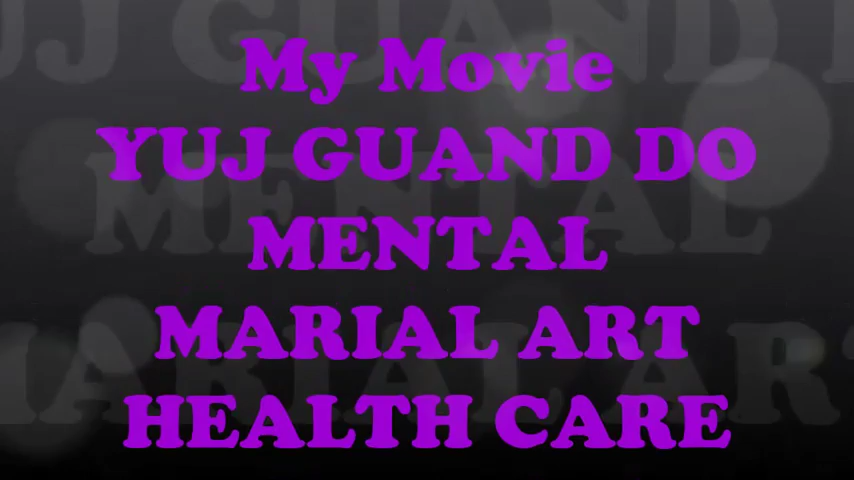 My Movie
YUJ GUAND DO
MENTAL
MARIAL ART
HEALTH CARE